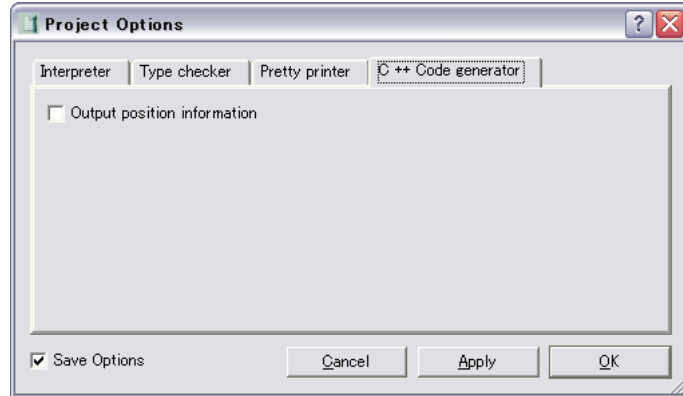 Project Options
Interpreter Type checker Pretty printer C ++ Code generator
Output position information
Save Options Cancel Apply OK